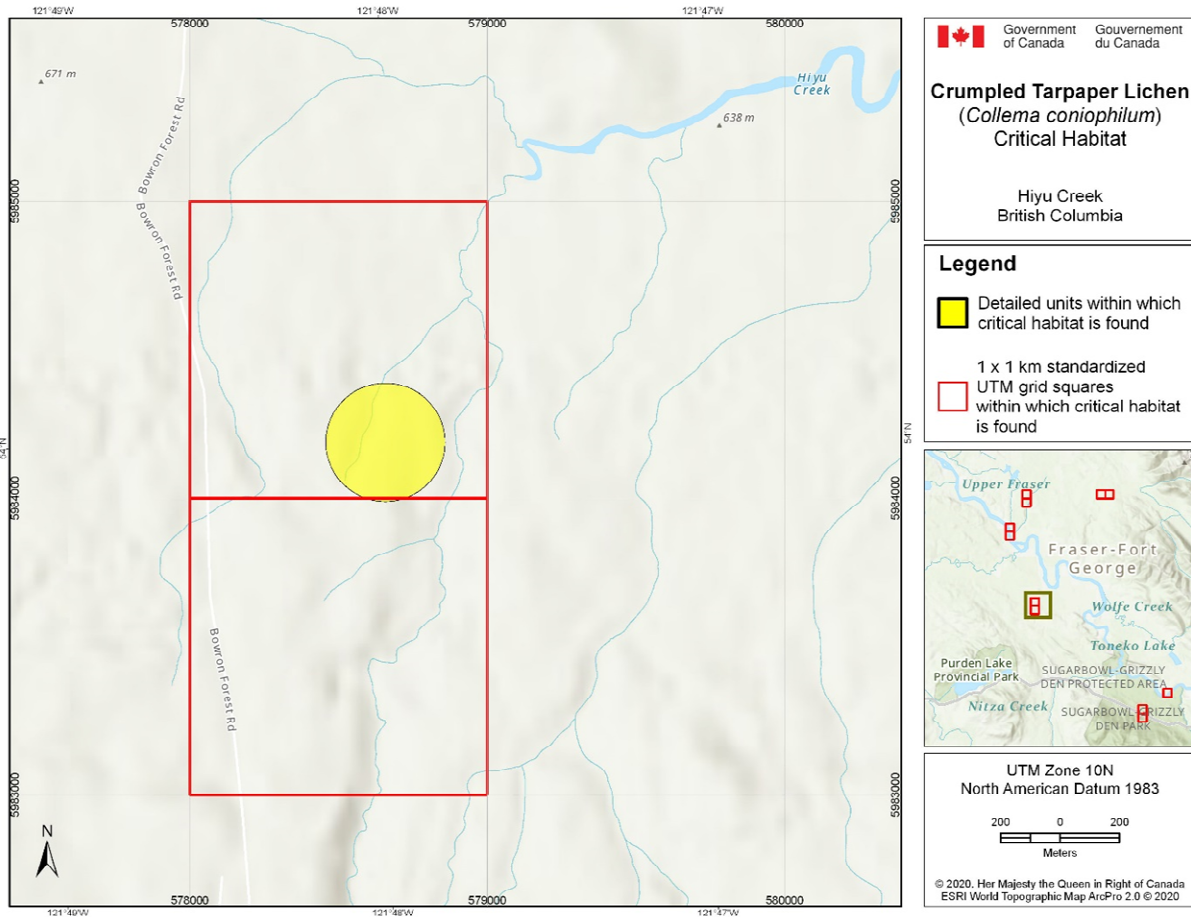 121°49'W 121°48'W 121°47'W
578000 579000 580000
671 m
Hiyu
Creek
638 m
Bowron Forest Rd
Bowron Forest Rd
5985000 5985000
54°N 54°N
5984000 5984000
Bowron Forest Rd
5983000 5983000
N
578000 579000 580000
121°49'W 121°48'W 121°47'W
Government
of Canada
Gouvernement
du Canada
Crumpled Tarpaper Lichen
(Collema coniophilum)
Critical Habitat
Hiyu Creek
British Columbia
Legend
Detailed units within which
critical habitat is found
1 x 1 km standardized
UTM grid squares
within which critical habitat
is found
Upper Fraser
Fraser-Fort
George
Wolfe Creek
Toneko Lake
Purden Lake
Provincial Park
SUGARBOWL-GRIZZLY
DEN PROTECTED AREA
Nitza Creek
SUGARBOWL-GRIZZLY
DEN PARK
UTM Zone 10N
North American Datum 1983
200 0 200
Meters
© 2020. Her Majesty the Queen in Right of Canada
ESRI World Topographic Map ArcPro 2.0 © 2020